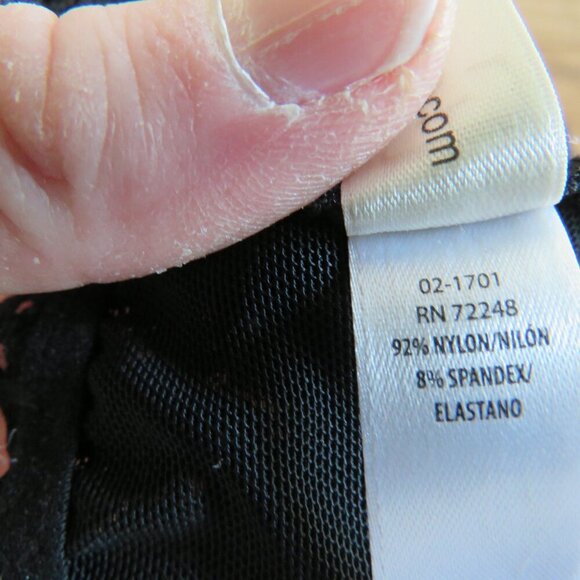 .com
02-1701
RN 72248
92% NYLON/NILÓN
8% SPANDEX/
ELASTANO